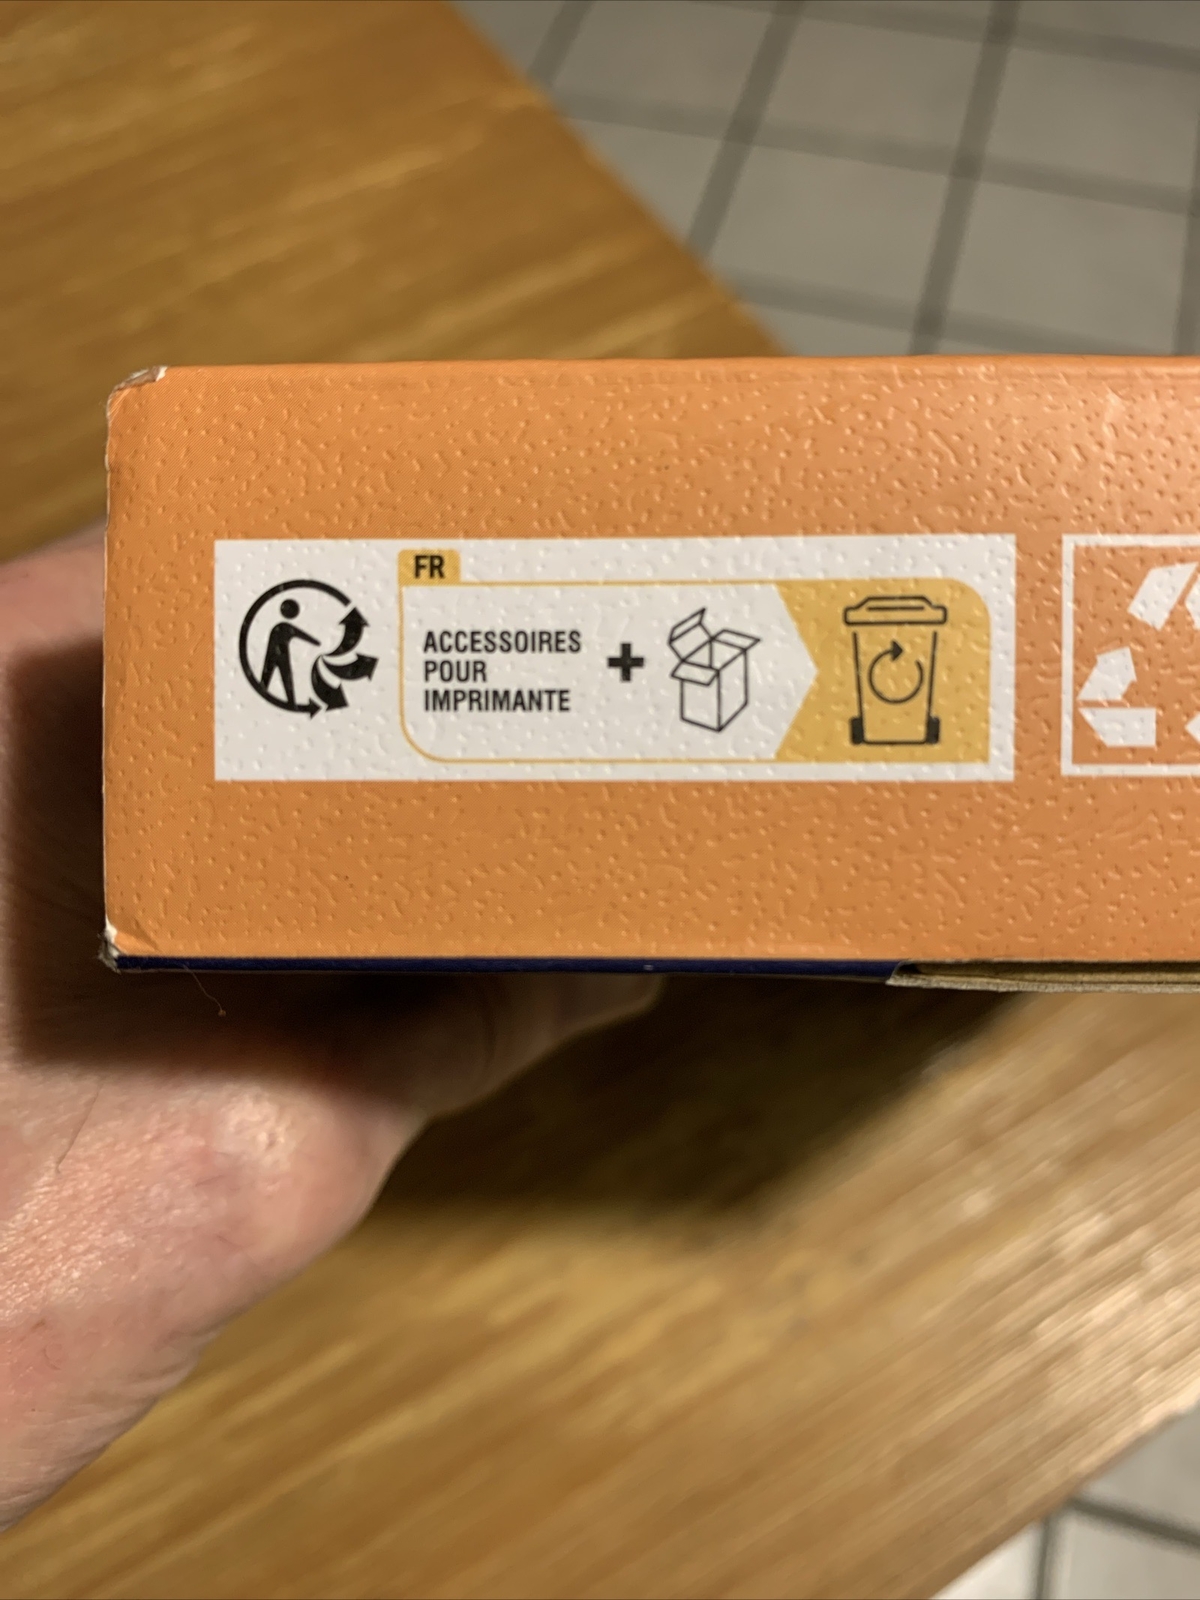 FR
ACCESSOIRES
POUR
IMPRIMANTE
+